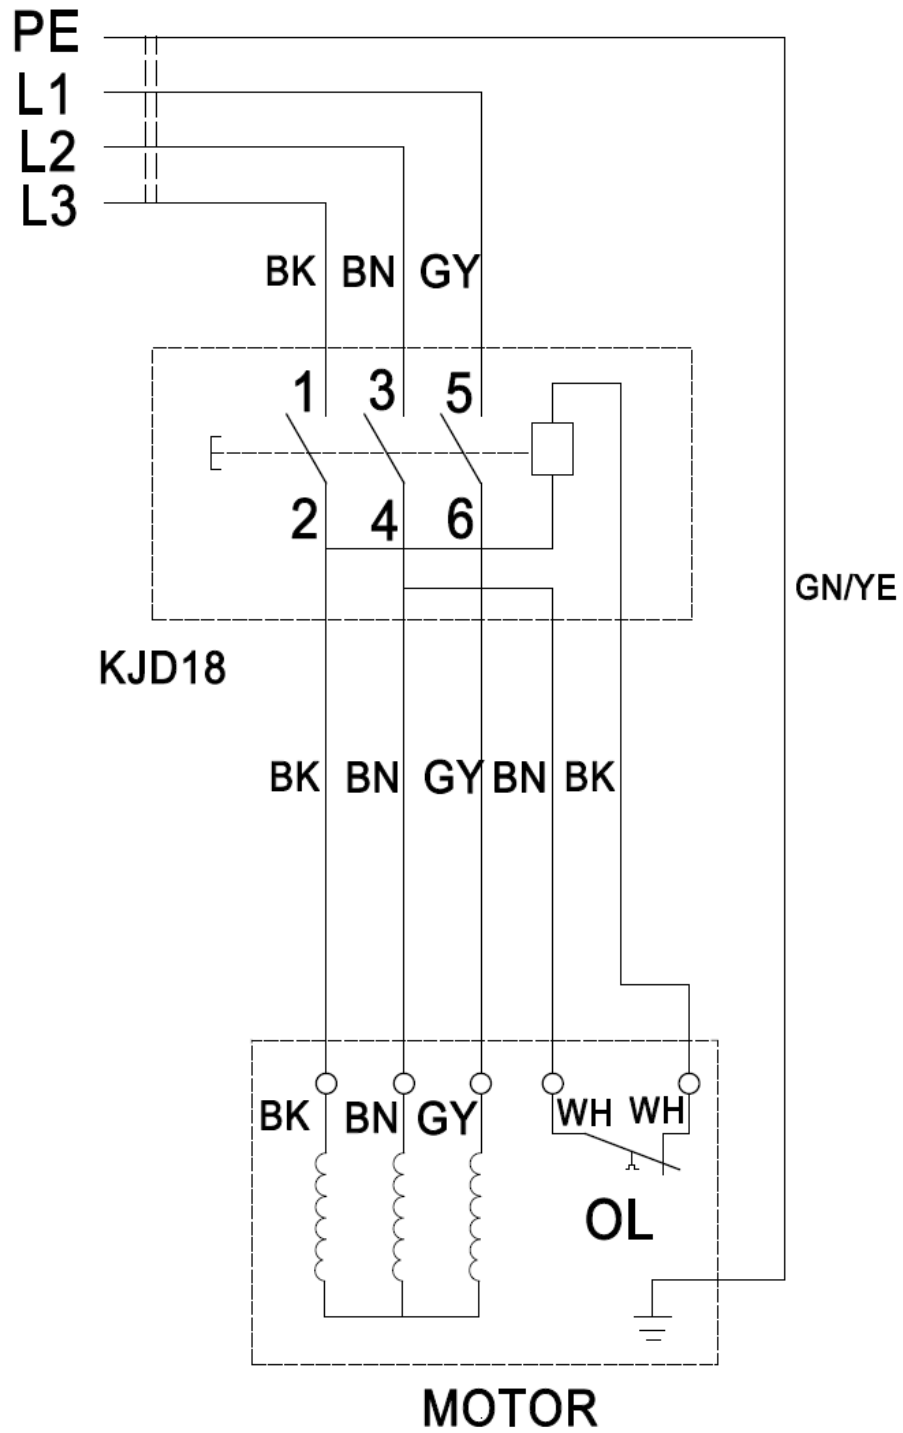 PE
L1
L2
L3
BK BN GY
1 3 5
2 4 6
GN/YE
KJD18
BK BN GY BN BK
BK BN GY WH WH
OL
MOTOR